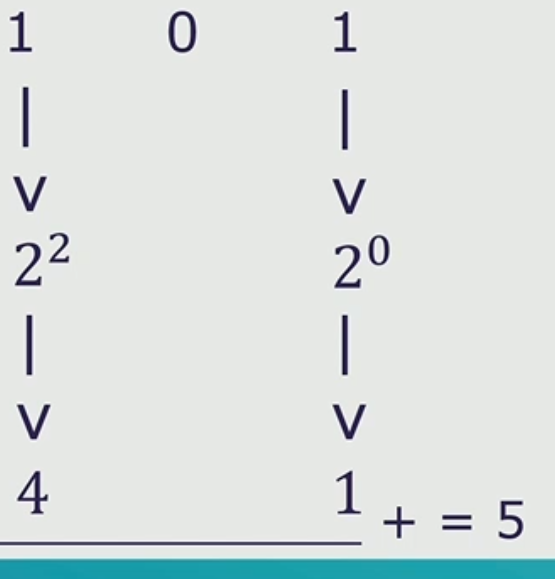 1 0 1
| |
v v
2² 2⁰
| |
v v
4 1 + = 5